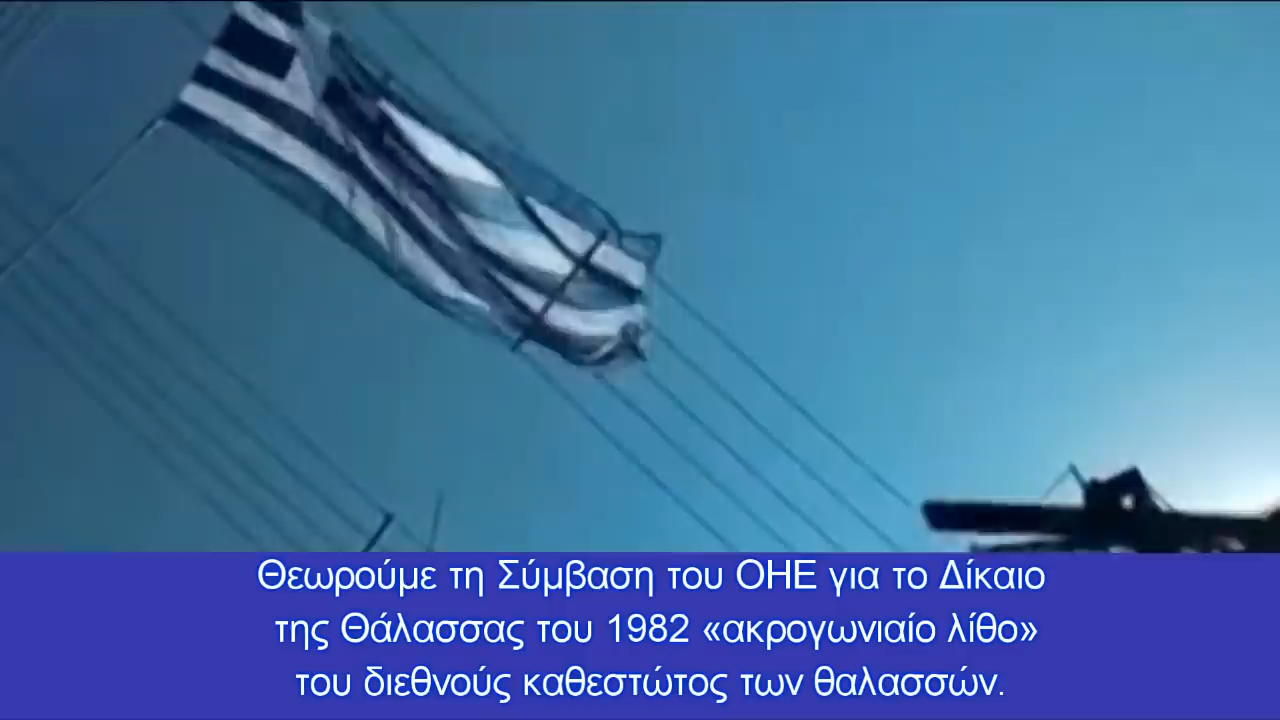 Θεωρούμε τη Σύμβαση του ΟΗΕ για το Δίκαιο
της Θάλασσας του 1982 «ακρογωνιαίο λίθο»
του διεθνούς καθεστώτος των θαλασσών.